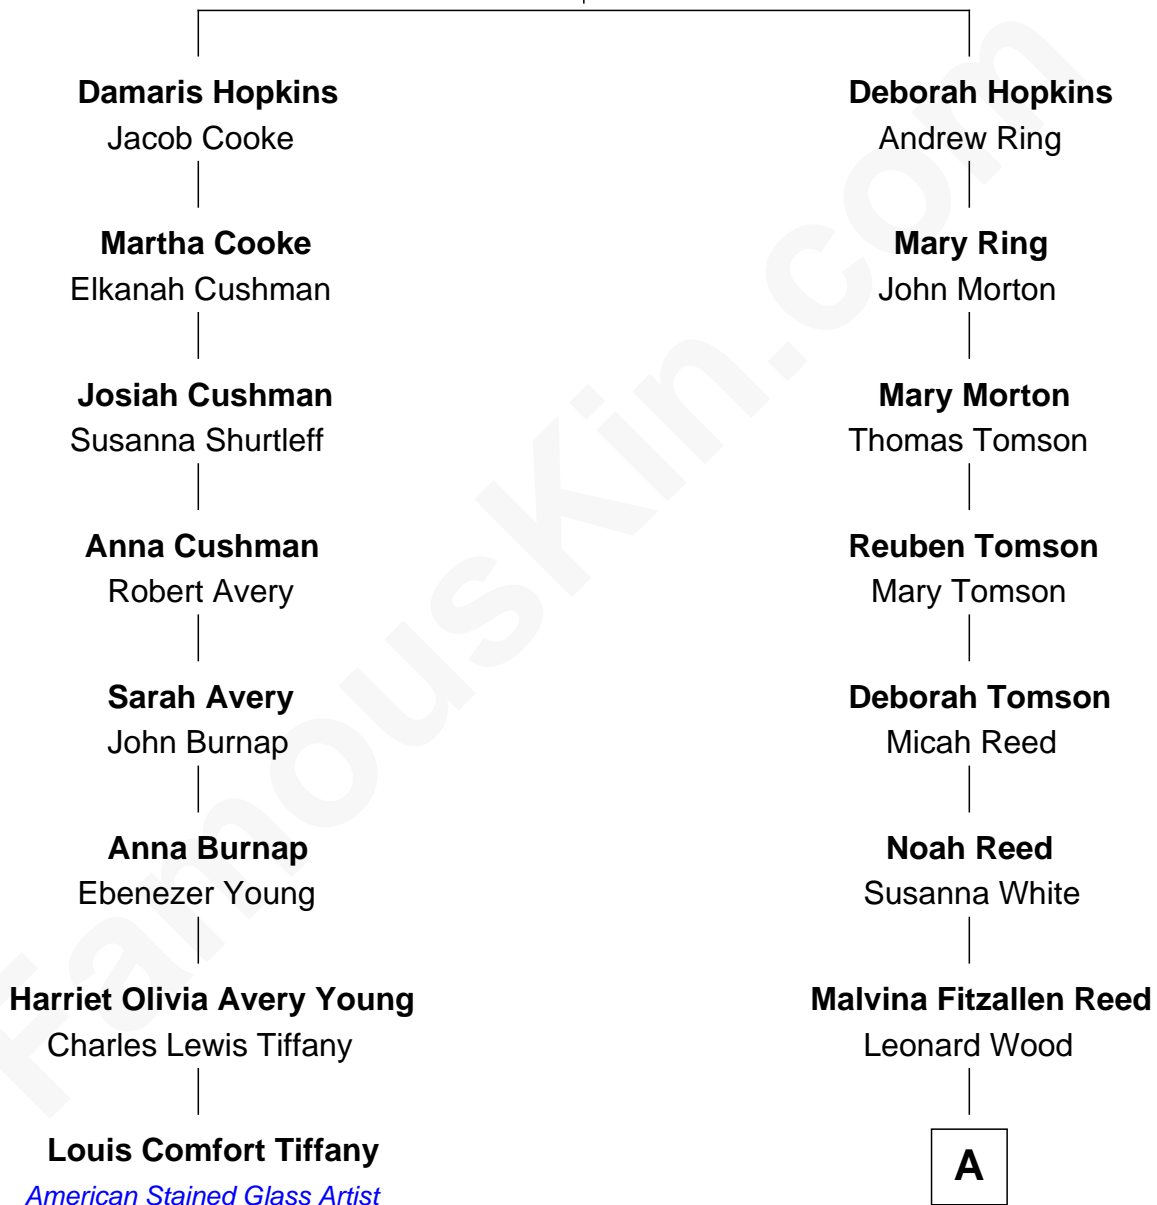 Damaris Hopkins
Jacob Cooke
Martha Cooke
Elkanah Cushman
Josiah Cushman
Susanna Shurtleff
Anna Cushman
Robert Avery
Sarah Avery
John Burnap
Anna Burnap
Ebenezer Young
Harriet Olivia Avery Young
Charles Lewis Tiffany
Louis Comfort Tiffany
American Stained Glass Artist
Deborah Hopkins
Andrew Ring
Mary Ring
John Morton
Mary Morton
Thomas Tomson
Reuben Tomson
Mary Tomson
Deborah Tomson
Micah Reed
Noah Reed
Susanna White
Malvina Fitzallen Reed
Leonard Wood
A
FamousKin.com